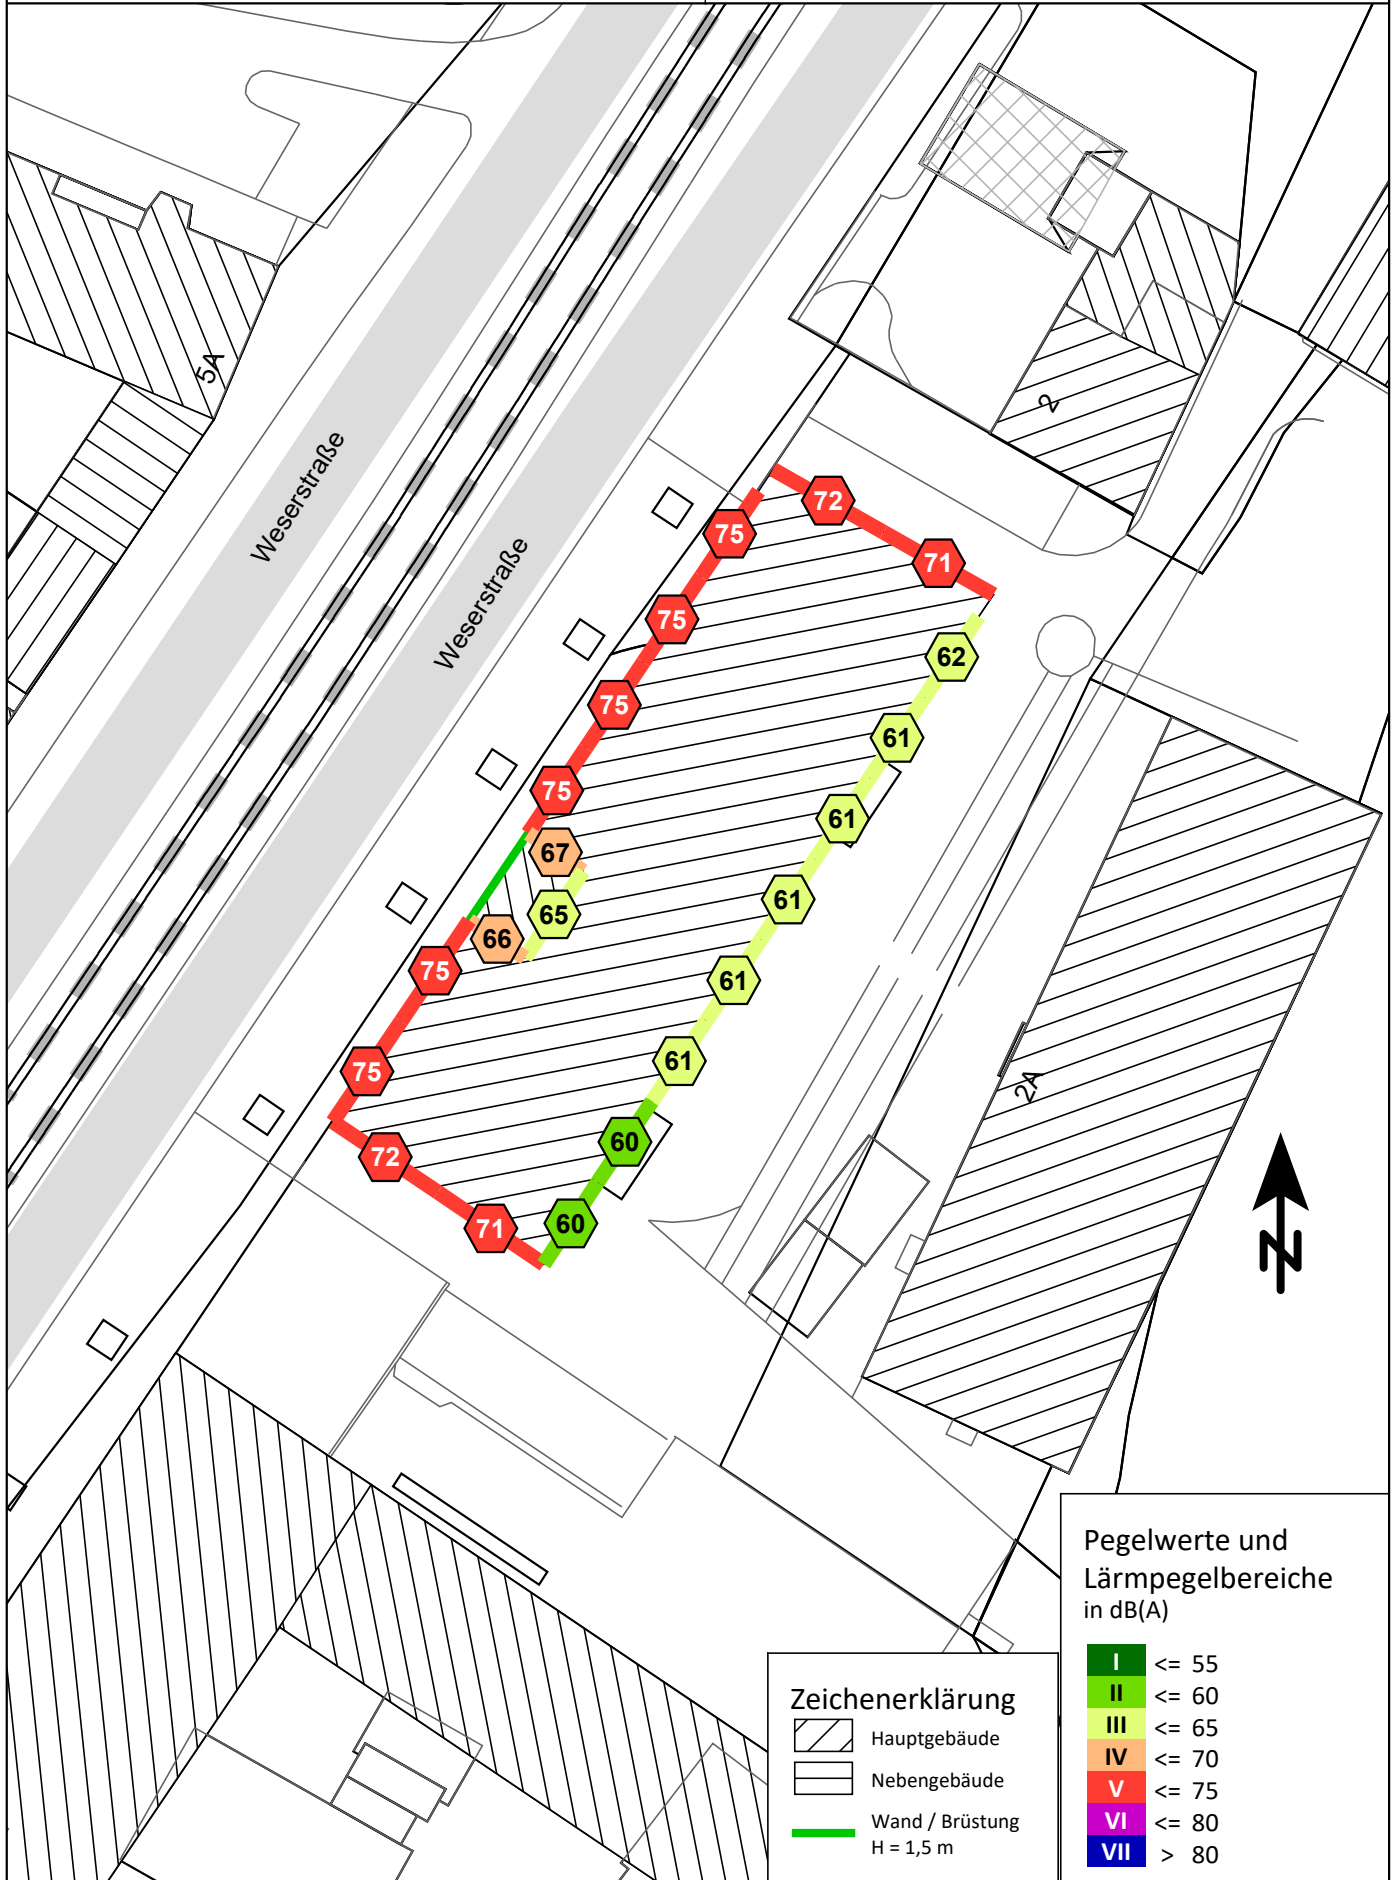 5A
2
Weserstraße
Weserstraße
72
75
71
75
62
75
61
75
61
67
61
65
66
75
61
61
75
60
72
60
71
2A
N
Pegelwerte und
Lärmpegelbereiche
in dB(A)
I <= 55
II <= 60
III <= 65
IV <= 70
V <= 75
VI <= 80
VII > 80
Zeichenerklärung
Hauptgebäude
Nebengebäude
Wand / Brüstung
H = 1,5 m